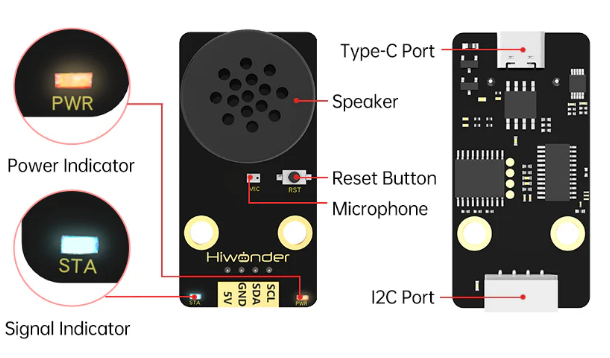 PWR
Power Indicator
STA
Signal Indicator
MIC
RST
Hiwonder
STA
5V
GND
SDA
SCL
PWR
Type-C Port
Speaker
Reset Button
Microphone
I2C Port